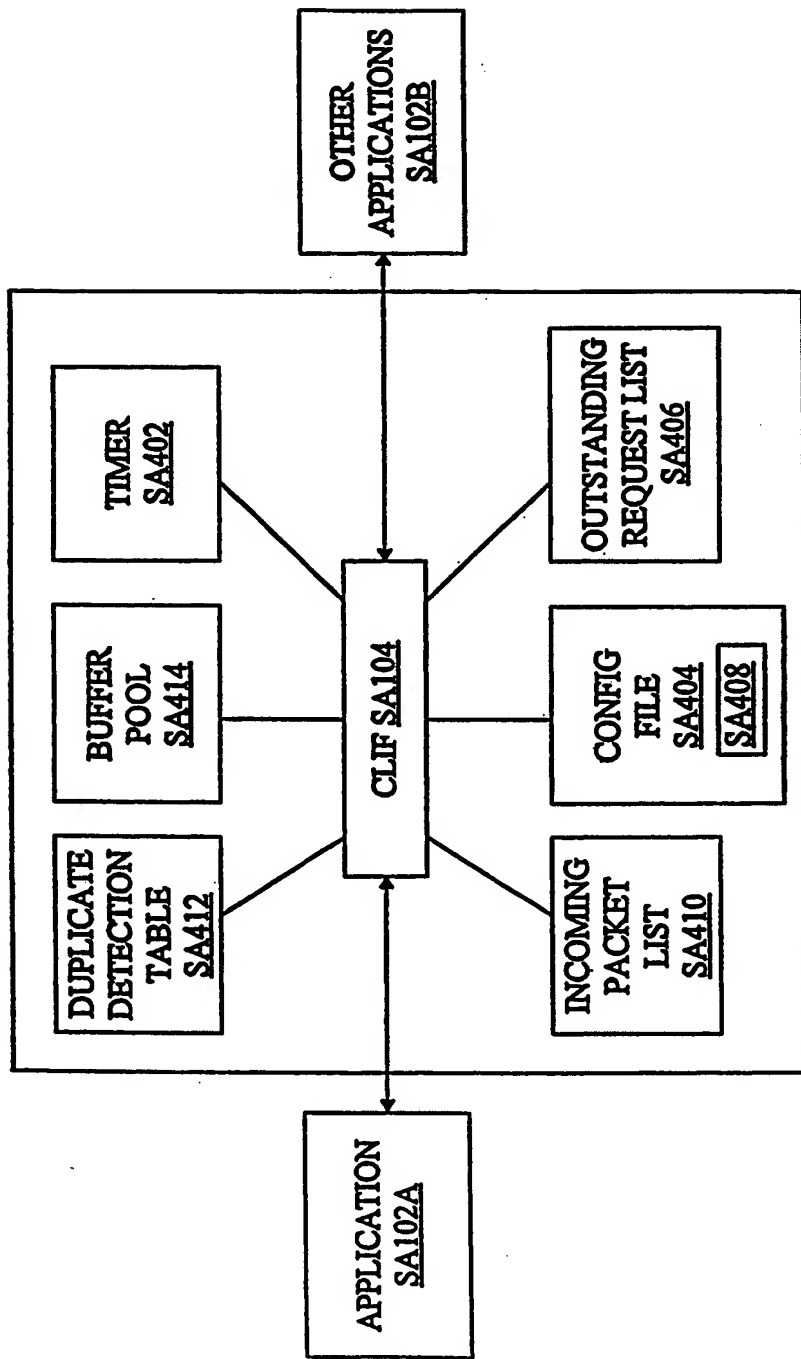 DUPLICATE
DETECTION
TABLE
SA412
BUFFER
POOL
SA414
TIMER
SA402
APPLICATION
SA102A
CLIF SA104
OTHER
APPLICATIONS
SA102B
INCOMING
PACKET
LIST
SA410
CONFIG
FILE
SA404
SA408
OUTSTANDING
REQUEST LIST
SA406